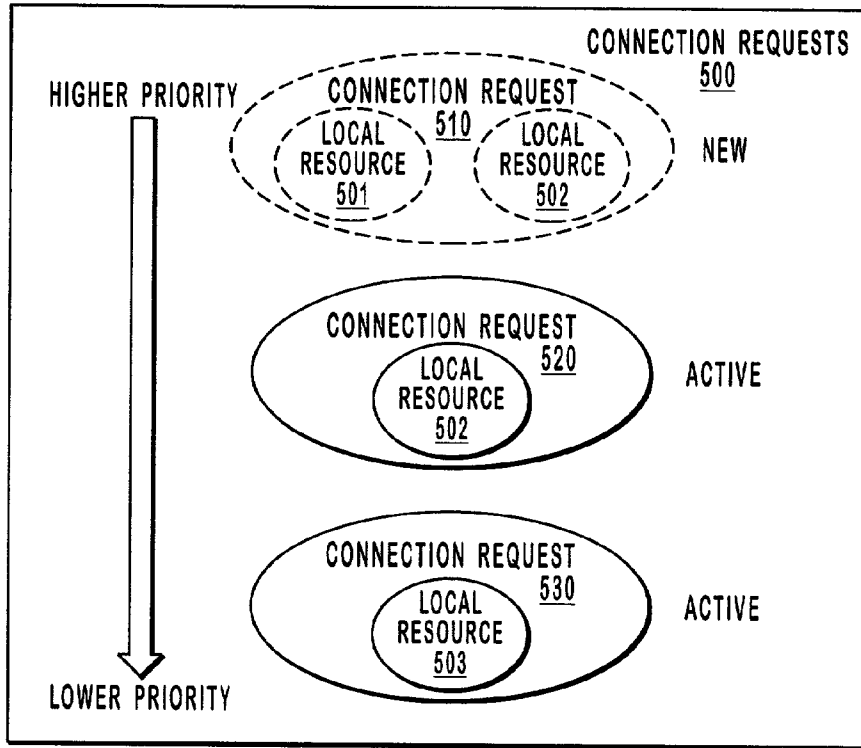 CONNECTION REQUESTS
500
HIGHER PRIORITY
CONNECTION REQUEST
510
LOCAL
RESOURCE
501
LOCAL
RESOURCE
502
NEW
CONNECTION REQUEST
520
LOCAL
RESOURCE
502
ACTIVE
CONNECTION REQUEST
530
LOCAL
RESOURCE
503
ACTIVE
LOWER PRIORITY